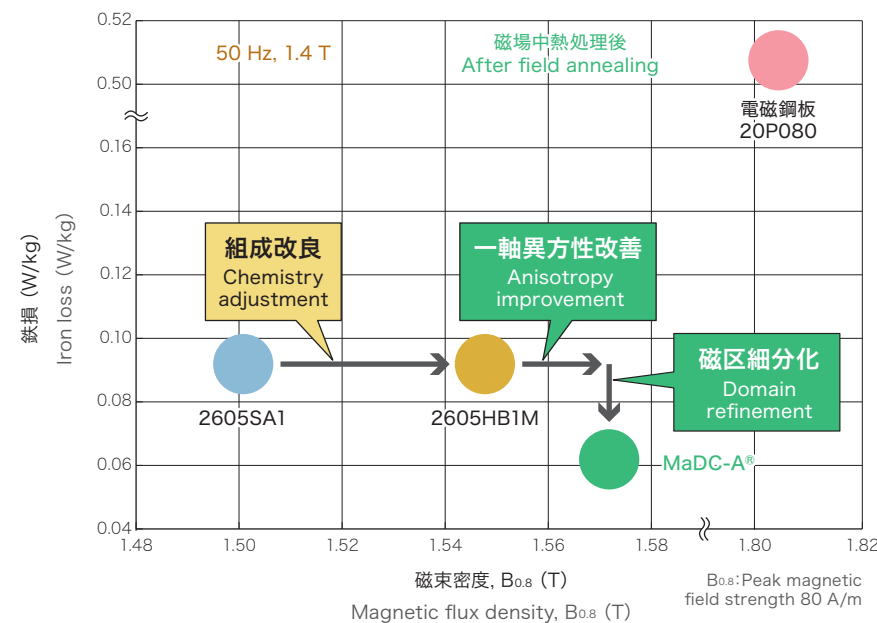 0.52
0.50
0.16
0.14
0.12
0.10
0.08
0.06
0.04
鉄損 (W/kg)
Iron loss (W/kg)
50 Hz, 1.4 T
磁場中熱処理後
After field annealing
電磁鋼板
20P080
組成改良
Chemistry
adjustment
一軸異方性改善
Anisotropy
improvement
磁区細分化
Domain
refinement
2605SA1
2605HB1M
MaDC-A®
1.48
1.50
1.52
1.54
1.56
1.58
1.80
1.82
磁束密度, B0.8 (T)
Magnetic flux density, B0.8 (T)
B0.8:Peak magnetic
field strength 80 A/m